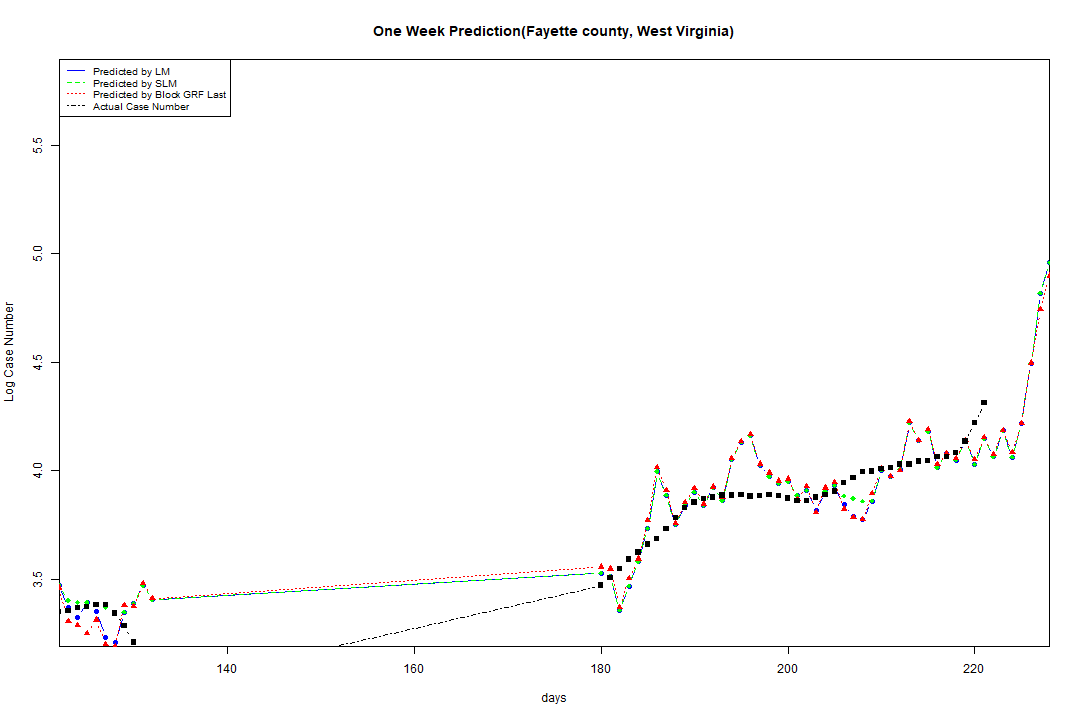 One Week Prediction(Fayette county, West Virginia)
Predicted by LM
Predicted by SLM
Predicted by Block GRF Last
Actual Case Number
5.5
5.0
4.5
4.0
3.5
Log Case Number
140 160 180 200 220
days